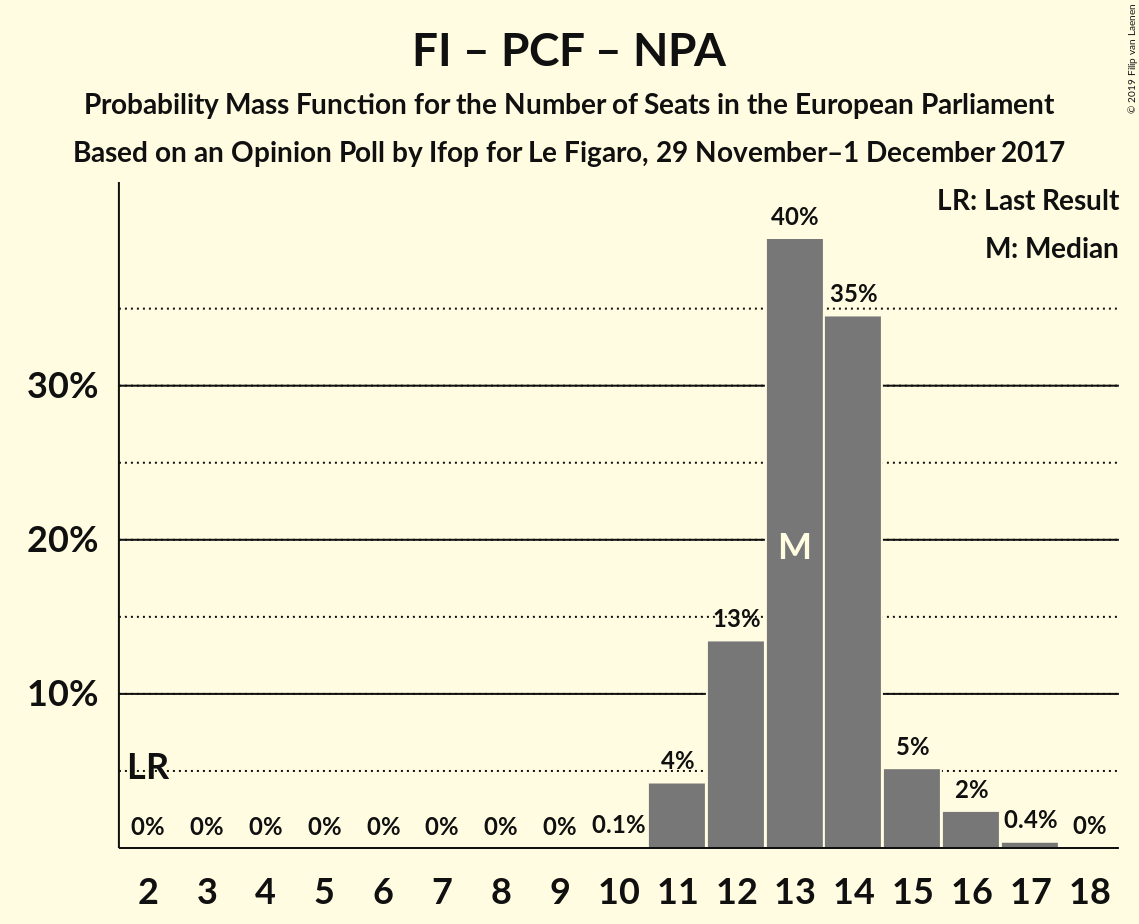 FI – PCF – NPA
Probability Mass Function for the Number of Seats in the European Parliament
Based on an Opinion Poll by Ifop for Le Figaro, 29 November–1 December 2017
© 2019 Filip van Laenen
LR: Last Result
M: Median
40%
35%
30%
20%
M
13%
10%
LR
4%
5%
2%
0% 0% 0% 0% 0% 0% 0% 0% 0.1% 0.4% 0%
2 3 4 5 6 7 8 9 10 11 12 13 14 15 16 17 18